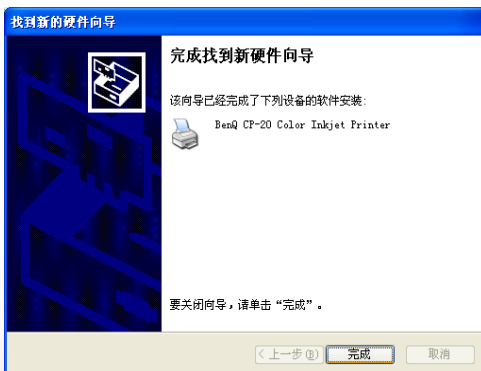 找到新的硬件向导
完成找到新硬件向导
该向导已经完成了下列设备的软件安装:
BenQ CP-20 Color Inkjet Printer
要关闭向导，请单击“完成”。
<上一步(B) 完成 取消